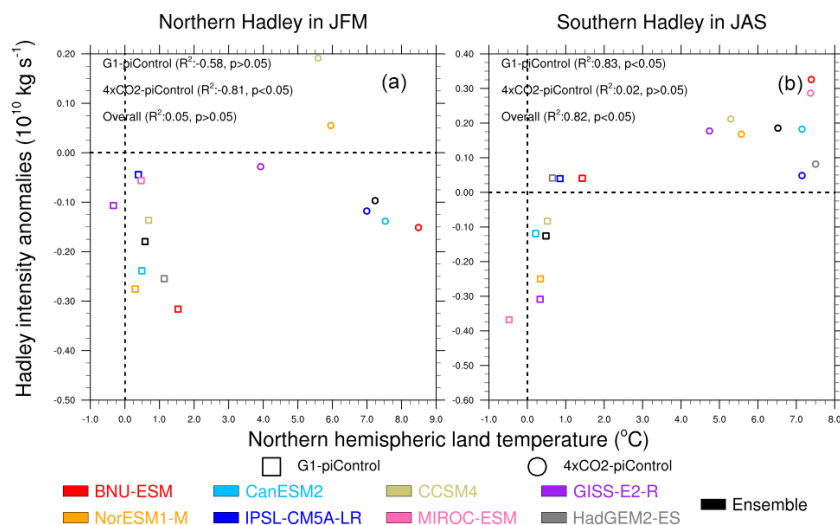 Northern Hadley in JFM
Southern Hadley in JAS
Hadley intensity anomalies (10^10 kg s^-1)
0.20
0.10
0.00
-0.10
-0.20
-0.30
-0.40
-0.50
G1-piControl (R²:-0.58, p>0.05)
4xCO2-piControl (R²:-0.81, p<0.05)
Overall (R²:0.05, p>0.05)
(a)
-1.0 0.0 1.0 2.0 3.0 4.0 5.0 6.0 7.0 8.0 9.0
0.40
0.30
0.20
0.10
0.00
-0.10
-0.20
-0.30
-0.40
-0.50
-0.60
G1-piControl (R²:0.83, p<0.05)
4xCO2-piControl (R²:0.02, p>0.05)
Overall (R²:0.82, p<0.05)
(b)
-1.0 0.0 1.0 2.0 3.0 4.0 5.0 6.0 7.0 8.0
Northern hemispheric land temperature (°C)
G1-piControl 4xCO2-piControl
BNU-ESM CanESM2 CCSM4 GISS-E2-R Ensemble
NorESM1-M IPSL-CM5A-LR MIROC-ESM HadGEM2-ES